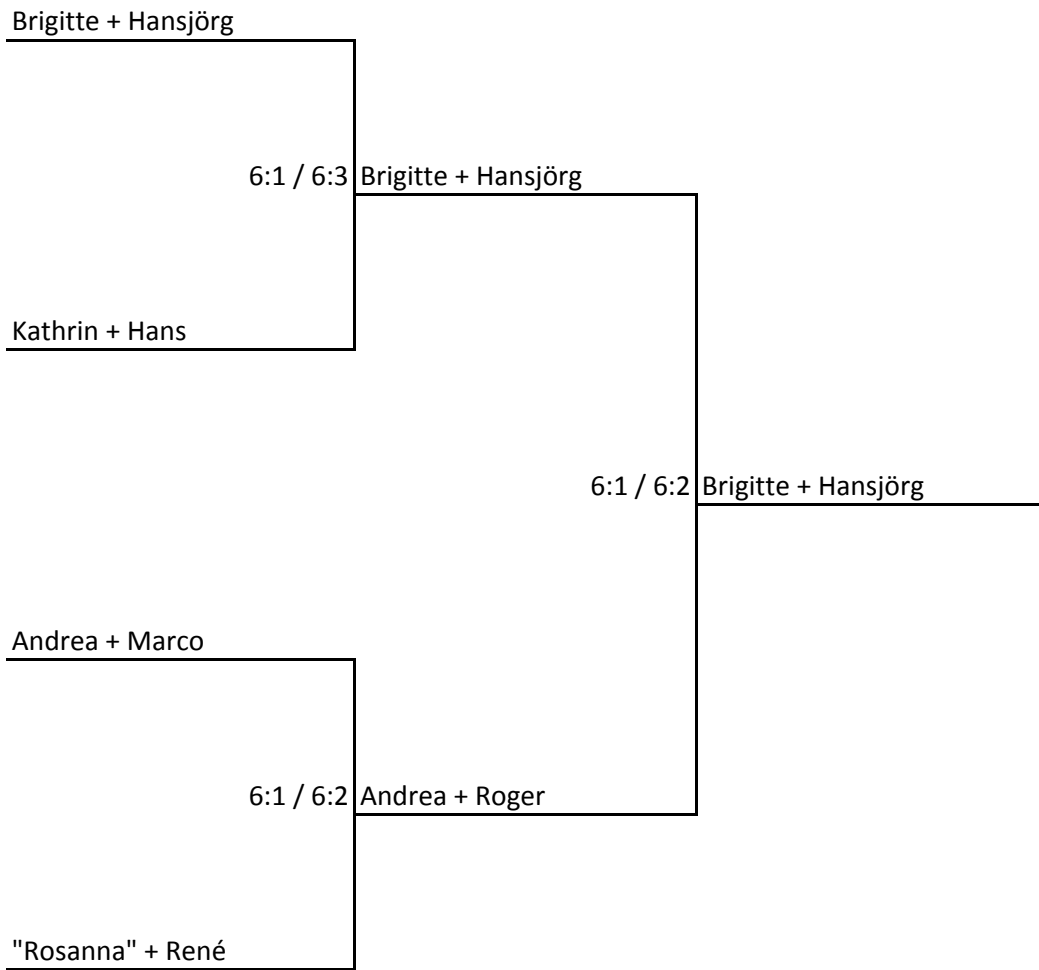 Brigitte + Hansjörg
6:1 / 6:3 Brigitte + Hansjörg
Kathrin + Hans
6:1 / 6:2 Brigitte + Hansjörg
Andrea + Marco
6:1 / 6:2 Andrea + Roger
"Rosanna" + René